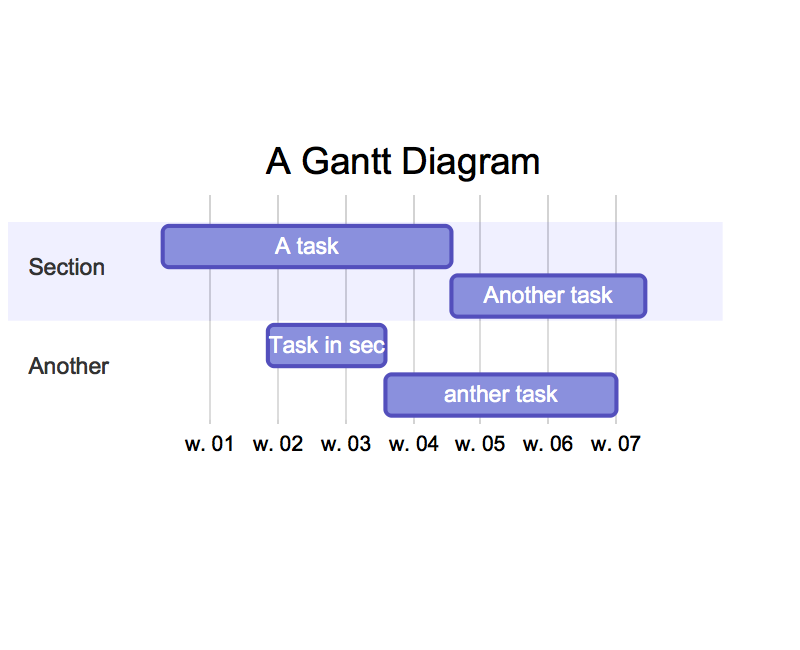 A Gantt Diagram
Section
A task
Another task
Another
Task in sec
anther task
w. 01 w. 02 w. 03 w. 04 w. 05 w. 06 w. 07